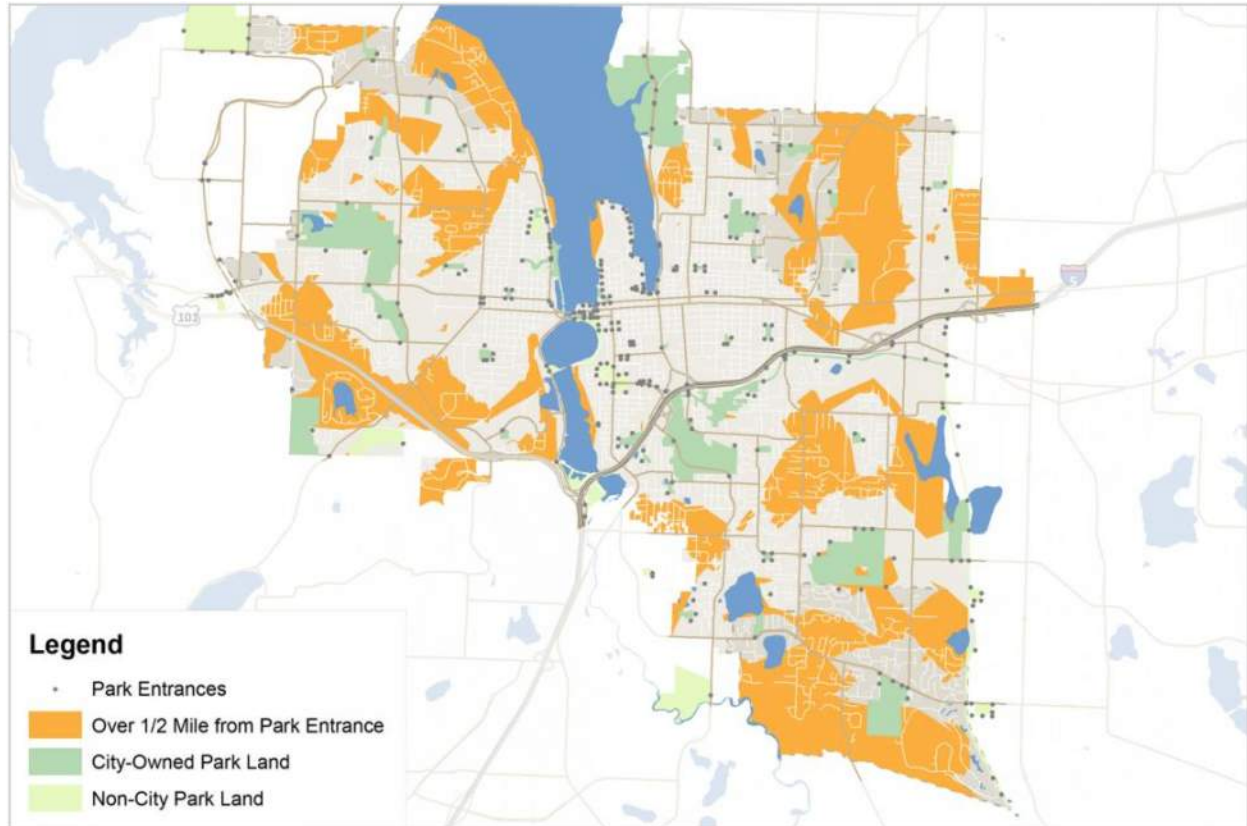 5
102
Legend
Park Entrances
Over 1/2 Mile from Park Entrance
City-Owned Park Land
Non-City Park Land